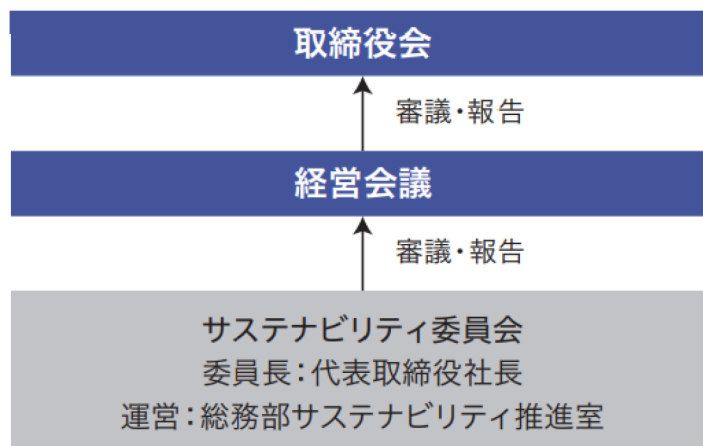 取締役会
審議・報告
経営会議
審議・報告
サステナビリティ委員会
委員長：代表取締役社長
運営：総務部サステナビリティ推進室